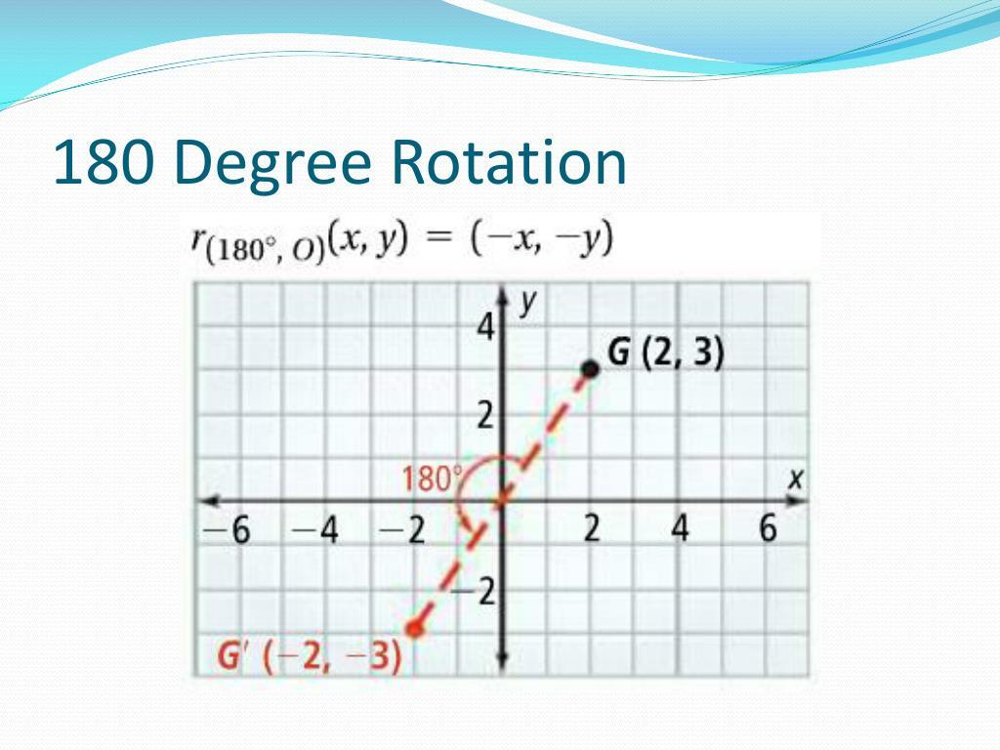 180 Degree Rotation
r(180°, O)(x, y) = (−x, −y)
y
4
G (2, 3)
2
180°
x
−6 −4 −2 2 4 6
−2
G′ (−2, −3)